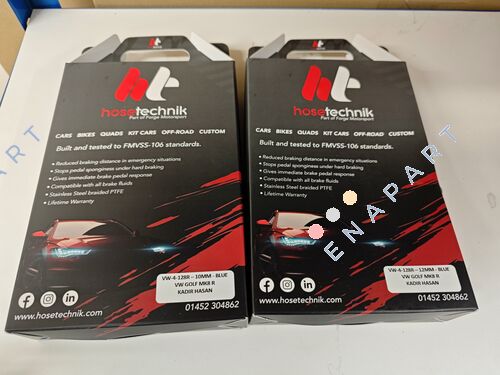 ht
hosetechnik
Part of Forge Motorsport
CARS BIKES QUADS KIT CARS OFF-ROAD CUSTOM
Built and tested to FMVSS-106 standards.
• Reduced braking distance in emergency situations
• Stops pedal sponginess under hard braking
• Gives immediate brake pedal response
• Compatible with all brake fluids
• Stainless Steel braided PTFE
• Lifetime Warranty
VW-4-128R – 10MM - BLUE
VW GOLF MK8 R
KADIR HASAN
www.hosetechnik.com
01452 304862
ht
hosetechnik
Part of Forge Motorsport
CARS BIKES QUADS KIT CARS OFF-ROAD CUSTOM
Built and tested to FMVSS-106 standards.
• Reduced braking distance in emergency situations
• Stops pedal sponginess under hard braking
• Gives immediate brake pedal response
• Compatible with all brake fluids
• Stainless Steel braided PTFE
• Lifetime Warranty
VW-4-128R – 12MM - BLUE
VW GOLF MK8 R
KADIR HASAN
www.hosetechnik.com
01452 304862
ENAPART